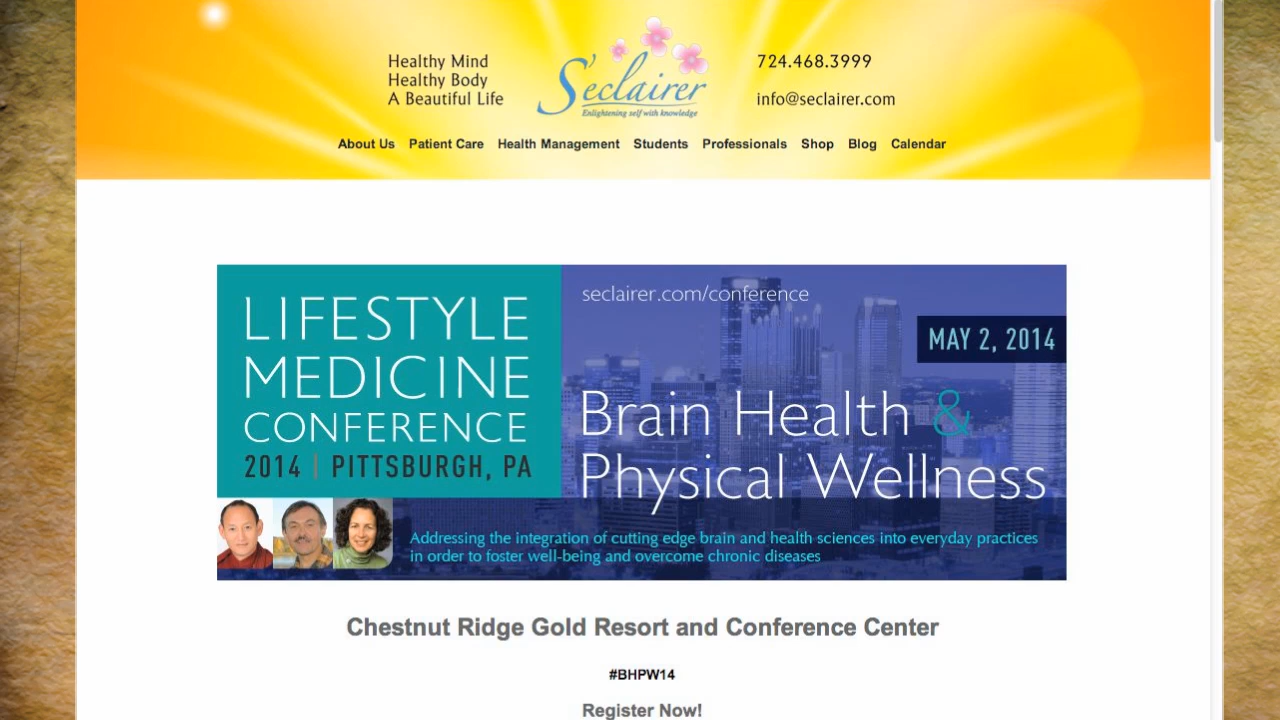 Healthy Mind
Healthy Body
A Beautiful Life
S'eclairer
Enlightening self with knowledge
724.468.3999
info@seclairer.com
About Us Patient Care Health Management Students Professionals Shop Blog Calendar
LIFESTYLE
MEDICINE
CONFERENCE
2014 | PITTSBURGH, PA
seclairer.com/conference
MAY 2, 2014
Brain Health &
Physical Wellness
Addressing the integration of cutting edge brain and health sciences into everyday practices
in order to foster well-being and overcome chronic diseases
Chestnut Ridge Gold Resort and Conference Center
#BHPW14
Register Now!